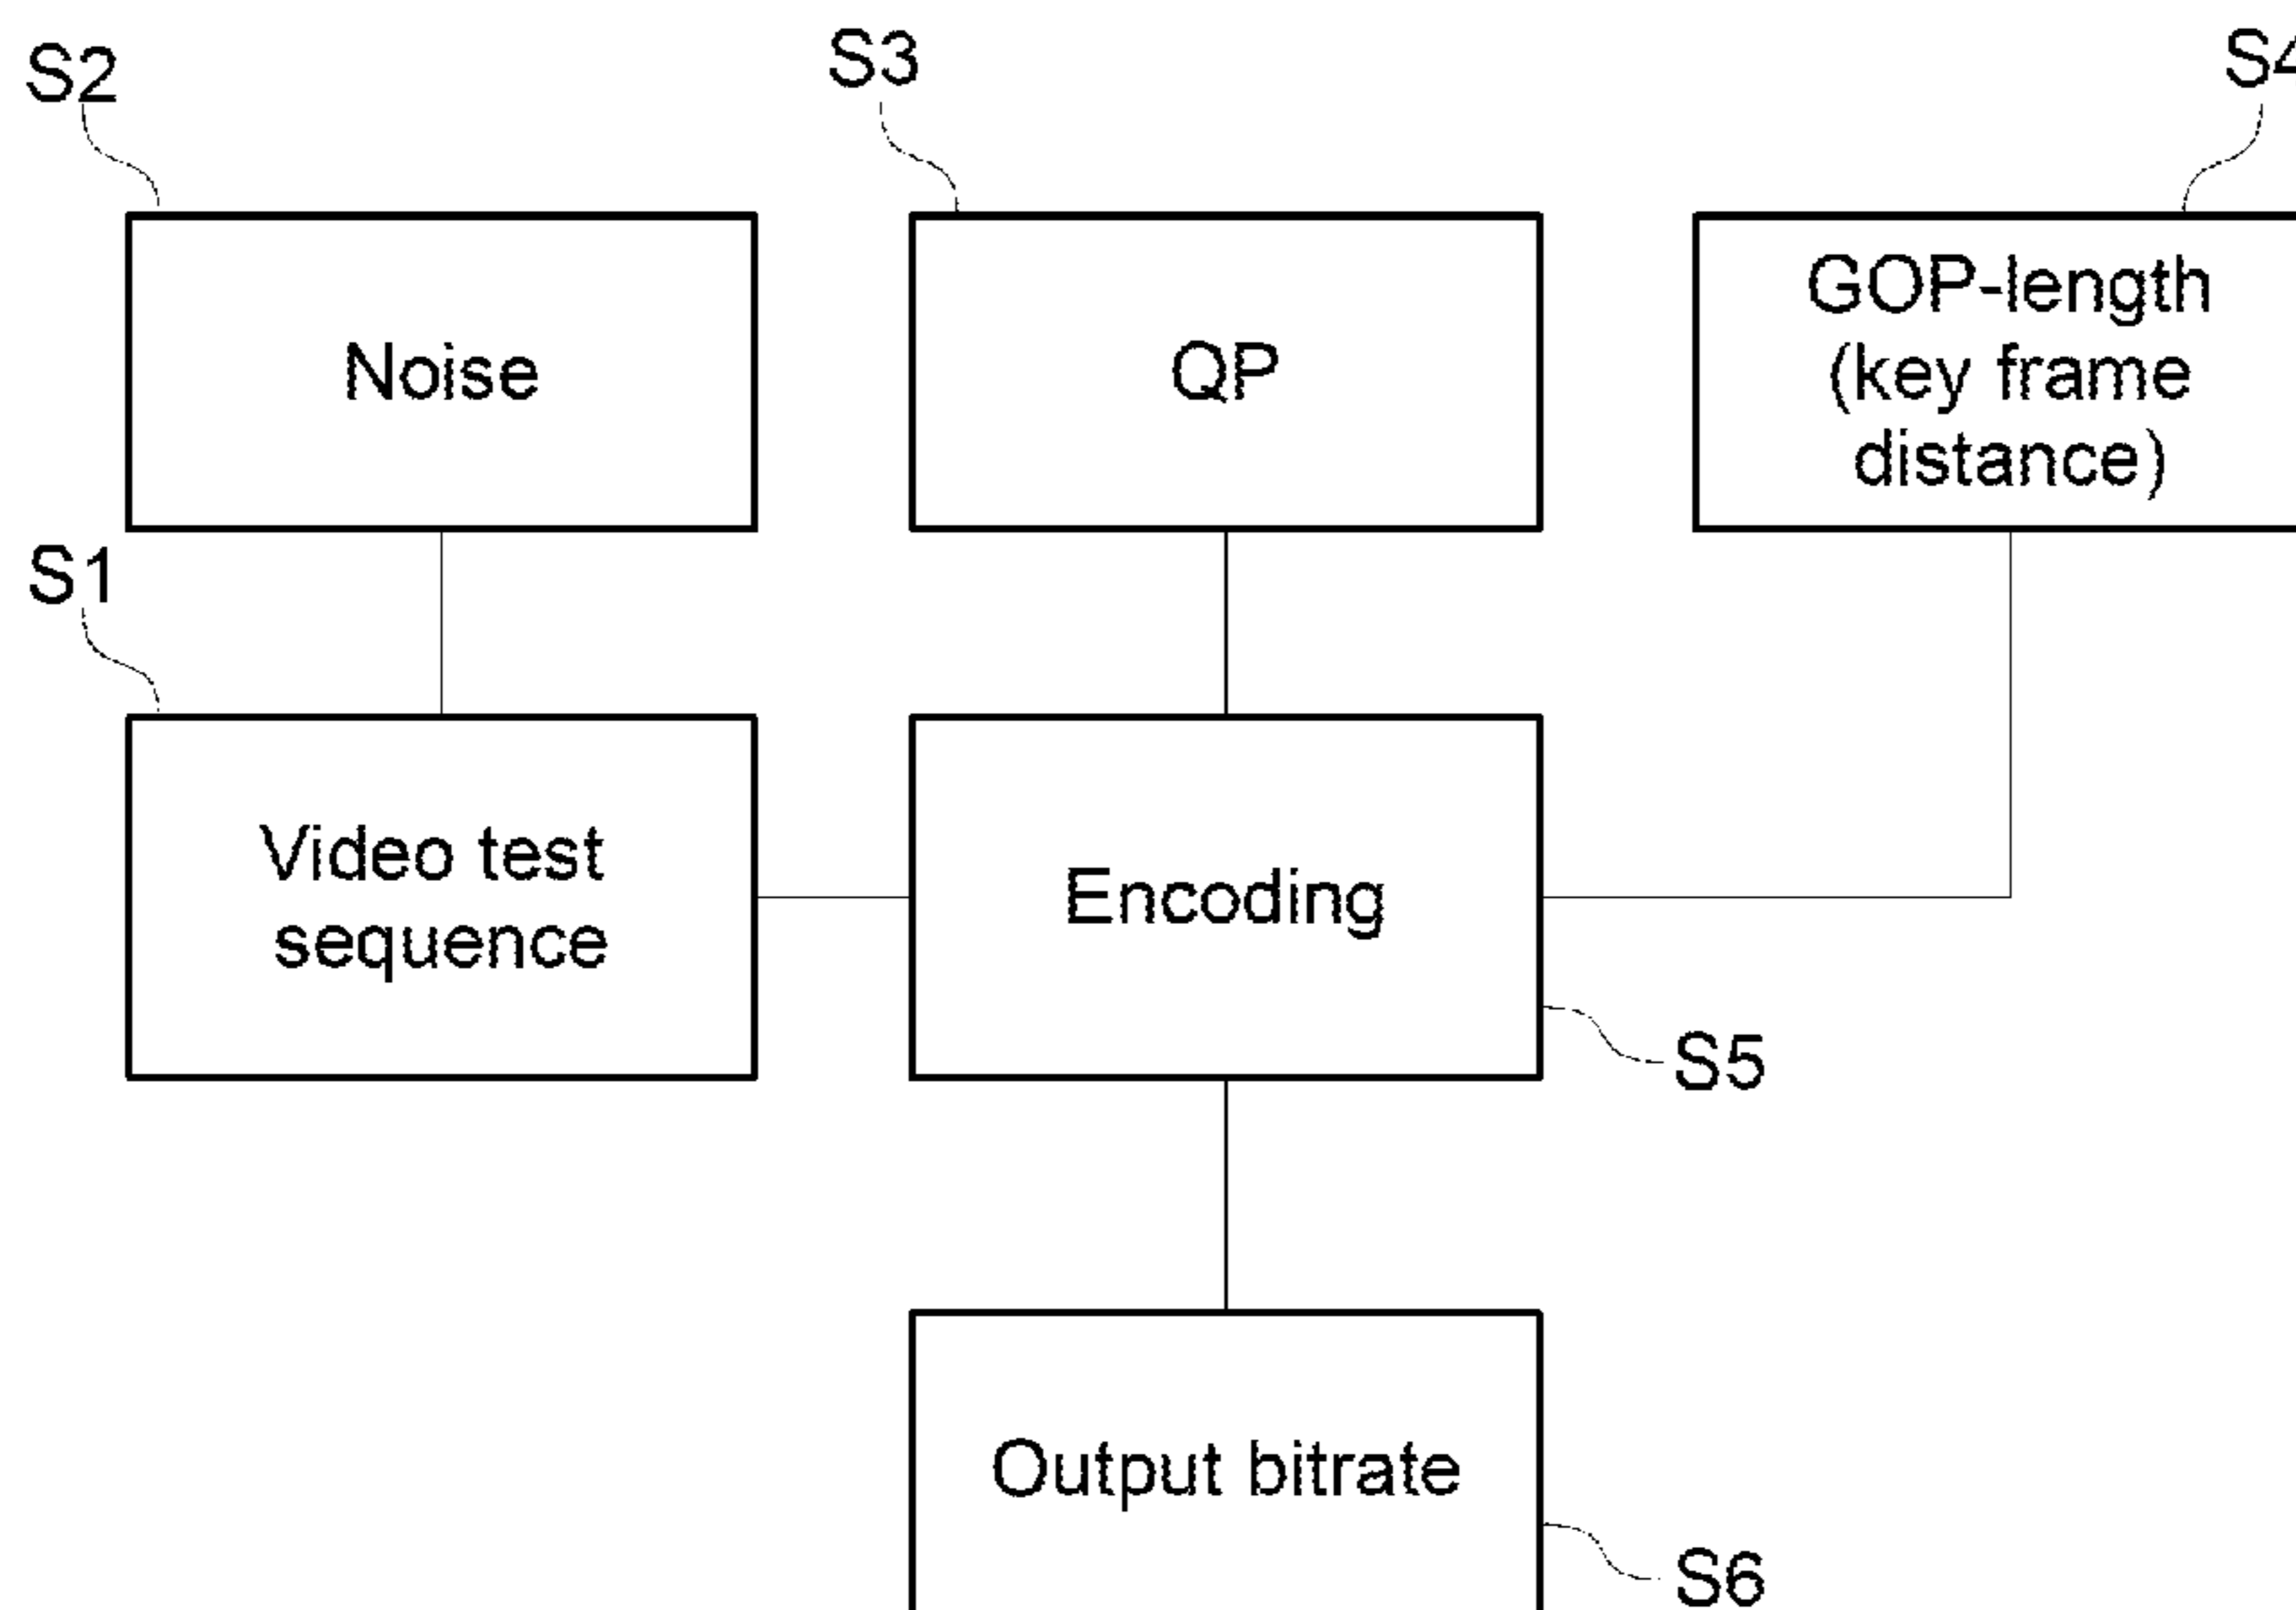 S2
S3
S4
Noise
QP
GOP-length
(key frame
distance)
S1
Video test
sequence
Encoding
S5
Output bitrate
S6